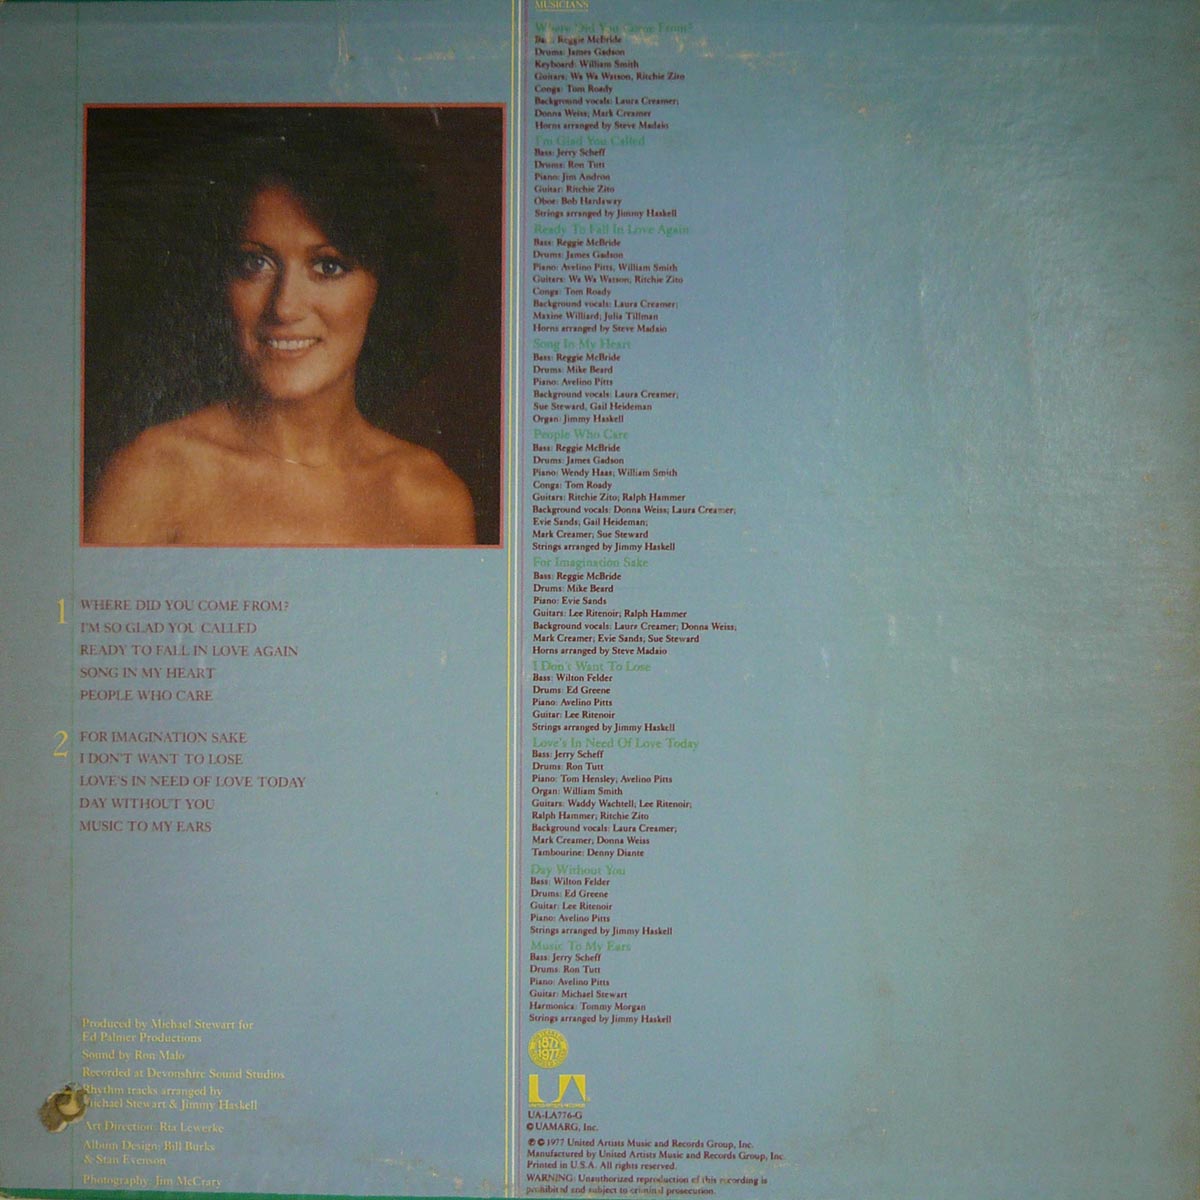 1
WHERE DID YOU COME FROM?
I'M SO GLAD YOU CALLED
READY TO FALL IN LOVE AGAIN
SONG IN MY HEART
PEOPLE WHO CARE
2
FOR IMAGINATION SAKE
I DON'T WANT TO LOSE
LOVE'S IN NEED OF LOVE TODAY
DAY WITHOUT YOU
MUSIC TO MY EARS
Produced by Michael Stewart for
Ed Palmer Productions
Sound by Ron Malo
Recorded at Devonshire Sound Studios
Rhythm tracks arranged by
Michael Stewart & Jimmy Haskell
Art Direction: Ria Lewerke
Album Design: Bill Burks
& Stan Evenson
Photography: Jim McCrary
MUSICIANS
Where Did You Come From?
Reggie McBride
Drums: James Gadson
Keyboard: William Smith
Guitars: Wa Wa Watson, Ritchie Zito
Conga: Tom Roady
Background vocals: Laura Creamer;
Donna Weiss; Mark Creamer
Horns arranged by Steve Madaio
I'm Glad You Called
Bass: Jerry Scheff
Drums: Ron Tutt
Piano: Jim Andron
Guitar: Ritchie Zito
Oboe: Bob Hardaway
Strings arranged by Jimmy Haskell
Ready To Fall In Love Again
Bass: Reggie McBride
Drums: James Gadson
Piano: Avelino Pitts, William Smith
Guitars: Wa Wa Watson, Ritchie Zito
Conga: Tom Roady
Background vocals: Laura Creamer;
Maxine Williard; Julia Tillman
Horns arranged by Steve Madaio
Song In My Heart
Bass: Reggie McBride
Drums: Mike Beard
Piano: Avelino Pitts
Background vocals: Laura Creamer;
Sue Steward, Gail Heideman
Organ: Jimmy Haskell
People Who Care
Bass: Reggie McBride
Drums: James Gadson
Piano: Wendy Haas; William Smith
Conga: Tom Roady
Guitars: Ritchie Zito; Ralph Hammer
Background vocals: Donna Weiss; Laura Creamer;
Evie Sands; Gail Heideman;
Mark Creamer; Sue Steward
Strings arranged by Jimmy Haskell
For Imagination Sake
Bass: Reggie McBride
Drums: Mike Beard
Piano: Evie Sands
Guitars: Lee Ritenoir; Ralph Hammer
Background vocals: Laura Creamer; Donna Weiss;
Mark Creamer; Evie Sands; Sue Steward
Horns arranged by Steve Madaio
I Don't Want To Lose
Bass: Wilton Felder
Drums: Ed Greene
Piano: Avelino Pitts
Guitar: Lee Ritenoir
Strings arranged by Jimmy Haskell
Love's In Need Of Love Today
Bass: Jerry Scheff
Drums: Ron Tutt
Piano: Tom Hensley; Avelino Pitts
Organ: William Smith
Guitars: Waddy Wachtell; Lee Ritenoir;
Ralph Hammer; Ritchie Zito
Background vocals: Laura Creamer;
Mark Creamer; Donna Weiss
Tambourine: Denny Diante
Day Without You
Bass: Wilton Felder
Drums: Ed Greene
Guitar: Lee Ritenoir
Piano: Avelino Pitts
Strings arranged by Jimmy Haskell
Music To My Ears
Bass: Jerry Scheff
Drums: Ron Tutt
Piano: Avelino Pitts
Guitar: Michael Stewart
Harmonica: Tommy Morgan
Strings arranged by Jimmy Haskell
1877
1977
UA
UNITED ARTISTS RECORDS
UA-LA776-G
© UAMARG, Inc.
℗ © 1977 United Artists Music and Records Group, Inc.
Manufactured by United Artists Music and Records Group, Inc.
Printed in U.S.A. All rights reserved.
WARNING: Unauthorized reproduction of this recording is
prohibited and subject to criminal prosecution.